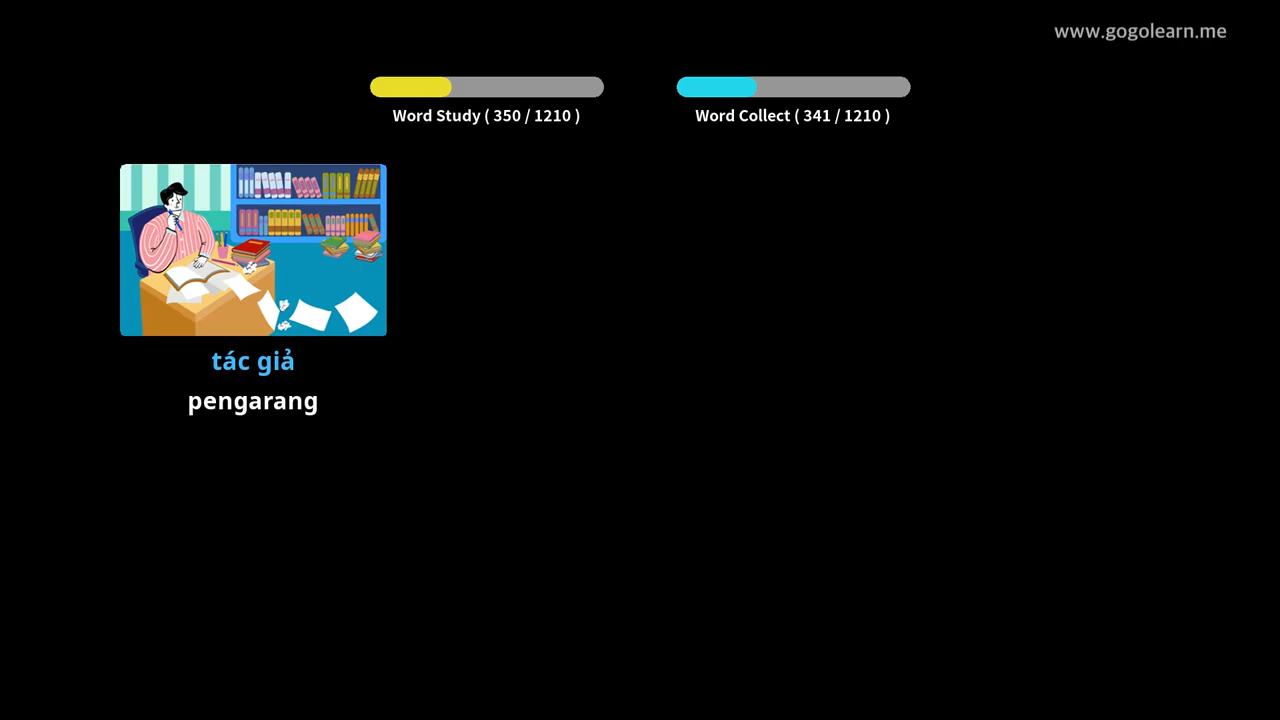 www.gogolearn.me
Word Study ( 350 / 1210 )
Word Collect ( 341 / 1210 )
tác giả
pengarang